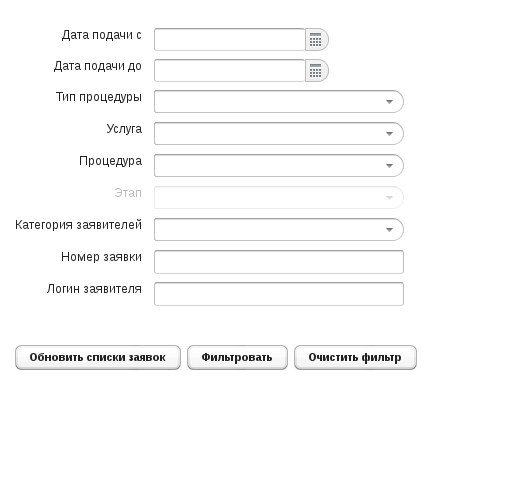 Дата подачи с
Дата подачи до
Тип процедуры
Услуга
Процедура
Этап
Категория заявителей
Номер заявки
Логин заявителя
Обновить списки заявок Фильтровать Очистить фильтр